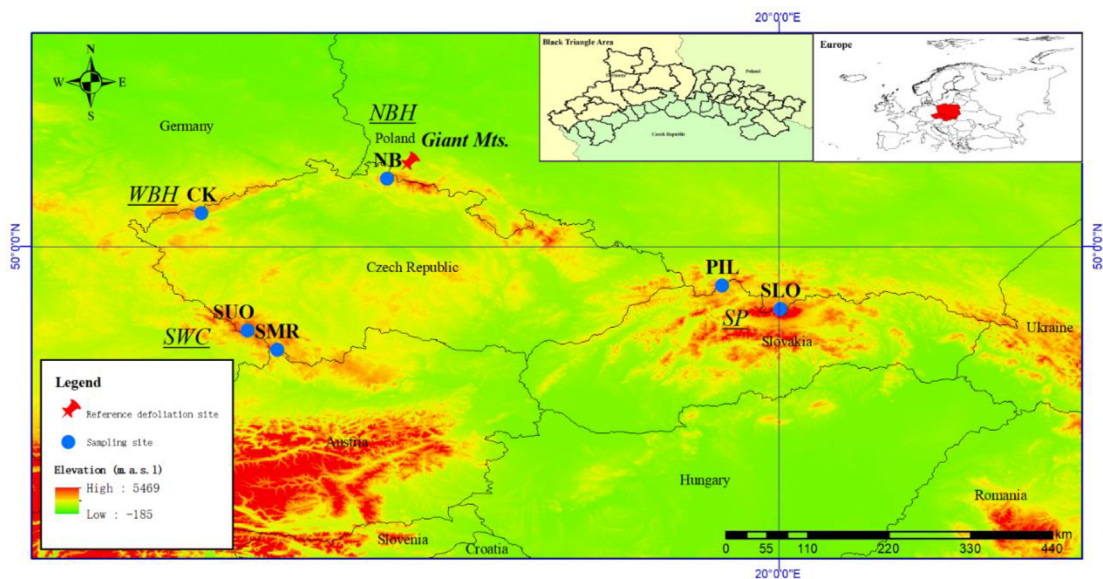 20°0'0"E
Black Triangle Area
Poland
Czech Republic
Europe
N
W E
S
Germany
NBH
Poland Giant Mts.
NB
WBH CK
50°0'0"N
50°0'0"N
Czech Republic
PIL
SLO
SP
Slovakia
Ukraine
SUO
SMR
SWC
Legend
Reference defoliation site
Sampling site
Elevation (m.a.s.l)
High : 5469
Low : -185
Austria
Hungary
Romania
Slovenia
Croatia
km
0 55 110 220 330 440
20°0'0"E